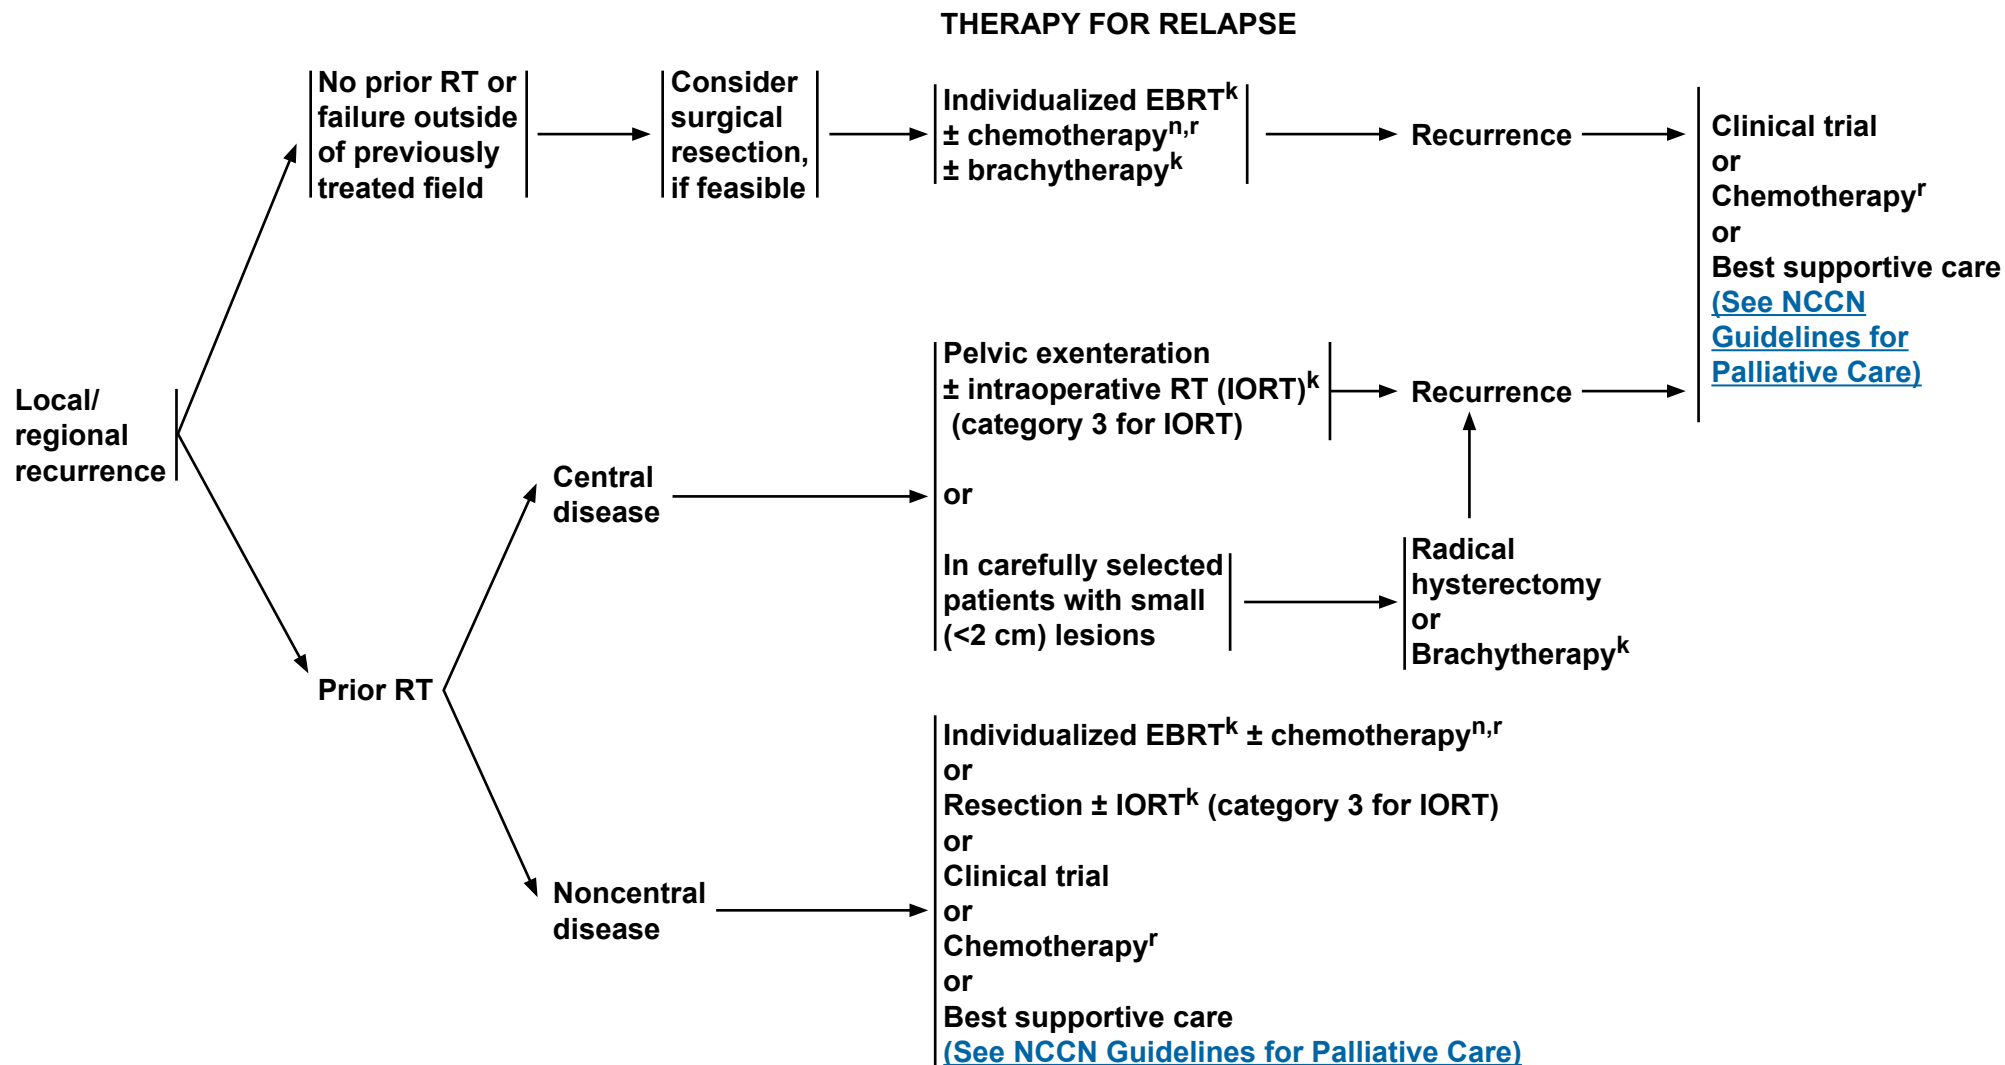 THERAPY FOR RELAPSE
Local/
regional
recurrence
No prior RT or
failure outside
of previously
treated field
Consider
surgical
resection,
if feasible
Individualized EBRTᵏ
± chemotherapyⁿ,ʳ
± brachytherapyᵏ
Recurrence
Clinical trial
or
Chemotherapyʳ
or
Best supportive care
(See NCCN
Guidelines for
Palliative Care)
Prior RT
Central
disease
Pelvic exenteration
± intraoperative RT (IORT)ᵏ
(category 3 for IORT)
or
In carefully selected
patients with small
(<2 cm) lesions
Recurrence
Radical
hysterectomy
or
Brachytherapyᵏ
Noncentral
disease
Individualized EBRTᵏ ± chemotherapyⁿ,ʳ
or
Resection ± IORTᵏ (category 3 for IORT)
or
Clinical trial
or
Chemotherapyʳ
or
Best supportive care
(See NCCN Guidelines for Palliative Care)